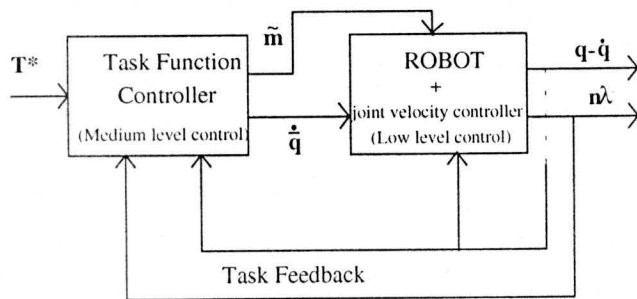 T*
Task Function
Controller
(Medium level control)
m̃
q̇̄
ROBOT
+
joint velocity controller
(Low level control)
q-q̇
nλ
Task Feedback